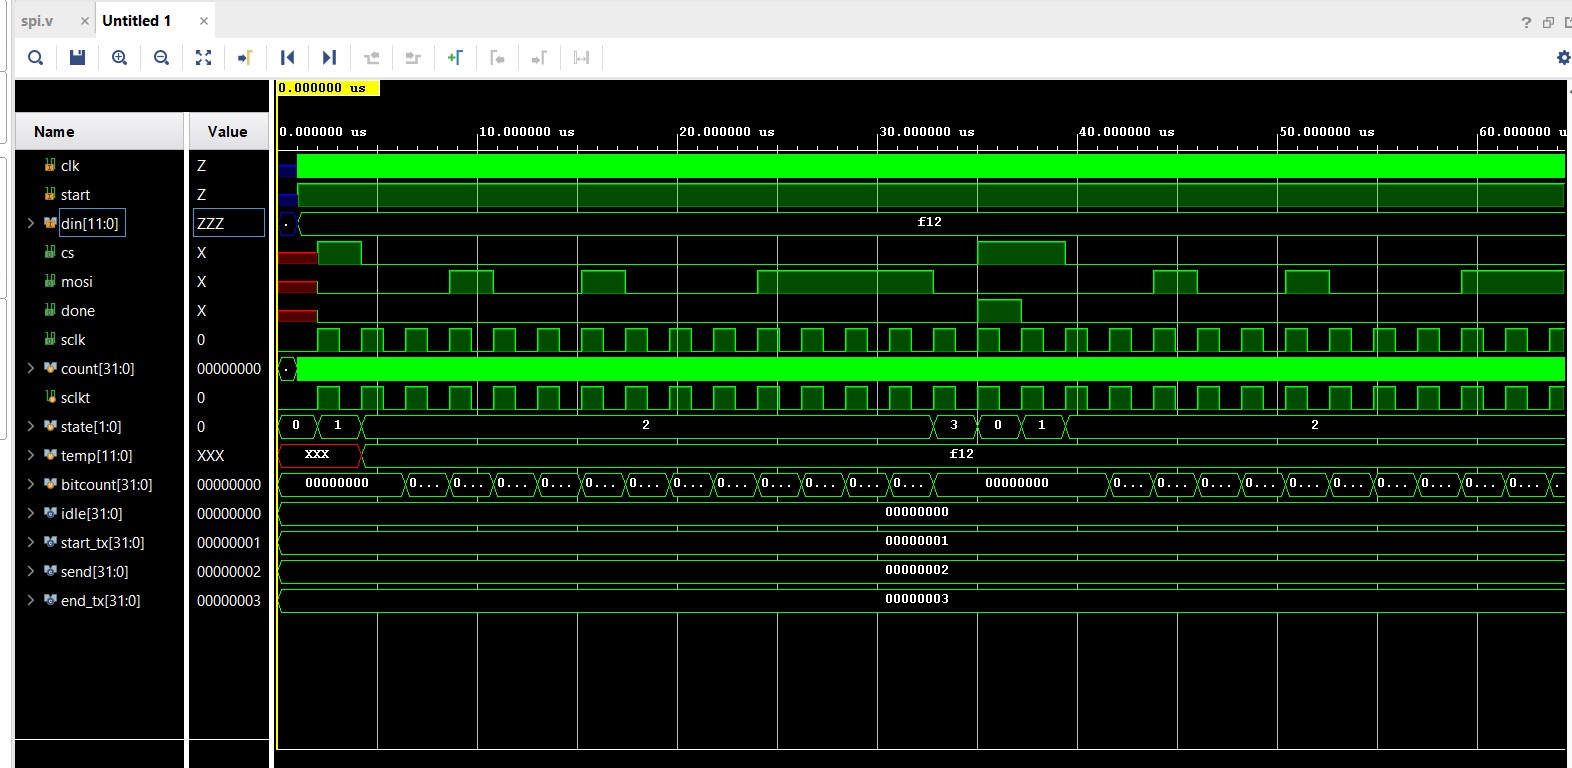 spi.v × Untitled 1 ×
?
0.000000 us
Name Value
0.000000 us 10.000000 us 20.000000 us 30.000000 us 40.000000 us 50.000000 us 60.000000 u
clk Z
start Z
din[11:0] ZZZ . f12
cs X
mosi X
done X
sclk 0
count[31:0] 00000000 .
sclkt 0
state[1:0] 0 0 1 2 3 0 1 2
temp[11:0] XXX XXX f12
bitcount[31:0] 00000000 00000000 0... 0... 0... 0... 0... 0... 0... 0... 0... 0... 0... 0... 00000000 0... 0... 0... 0... 0... 0... 0... 0... 0... 0... .
idle[31:0] 00000000 00000000
start_tx[31:0] 00000001 00000001
send[31:0] 00000002 00000002
end_tx[31:0] 00000003 00000003